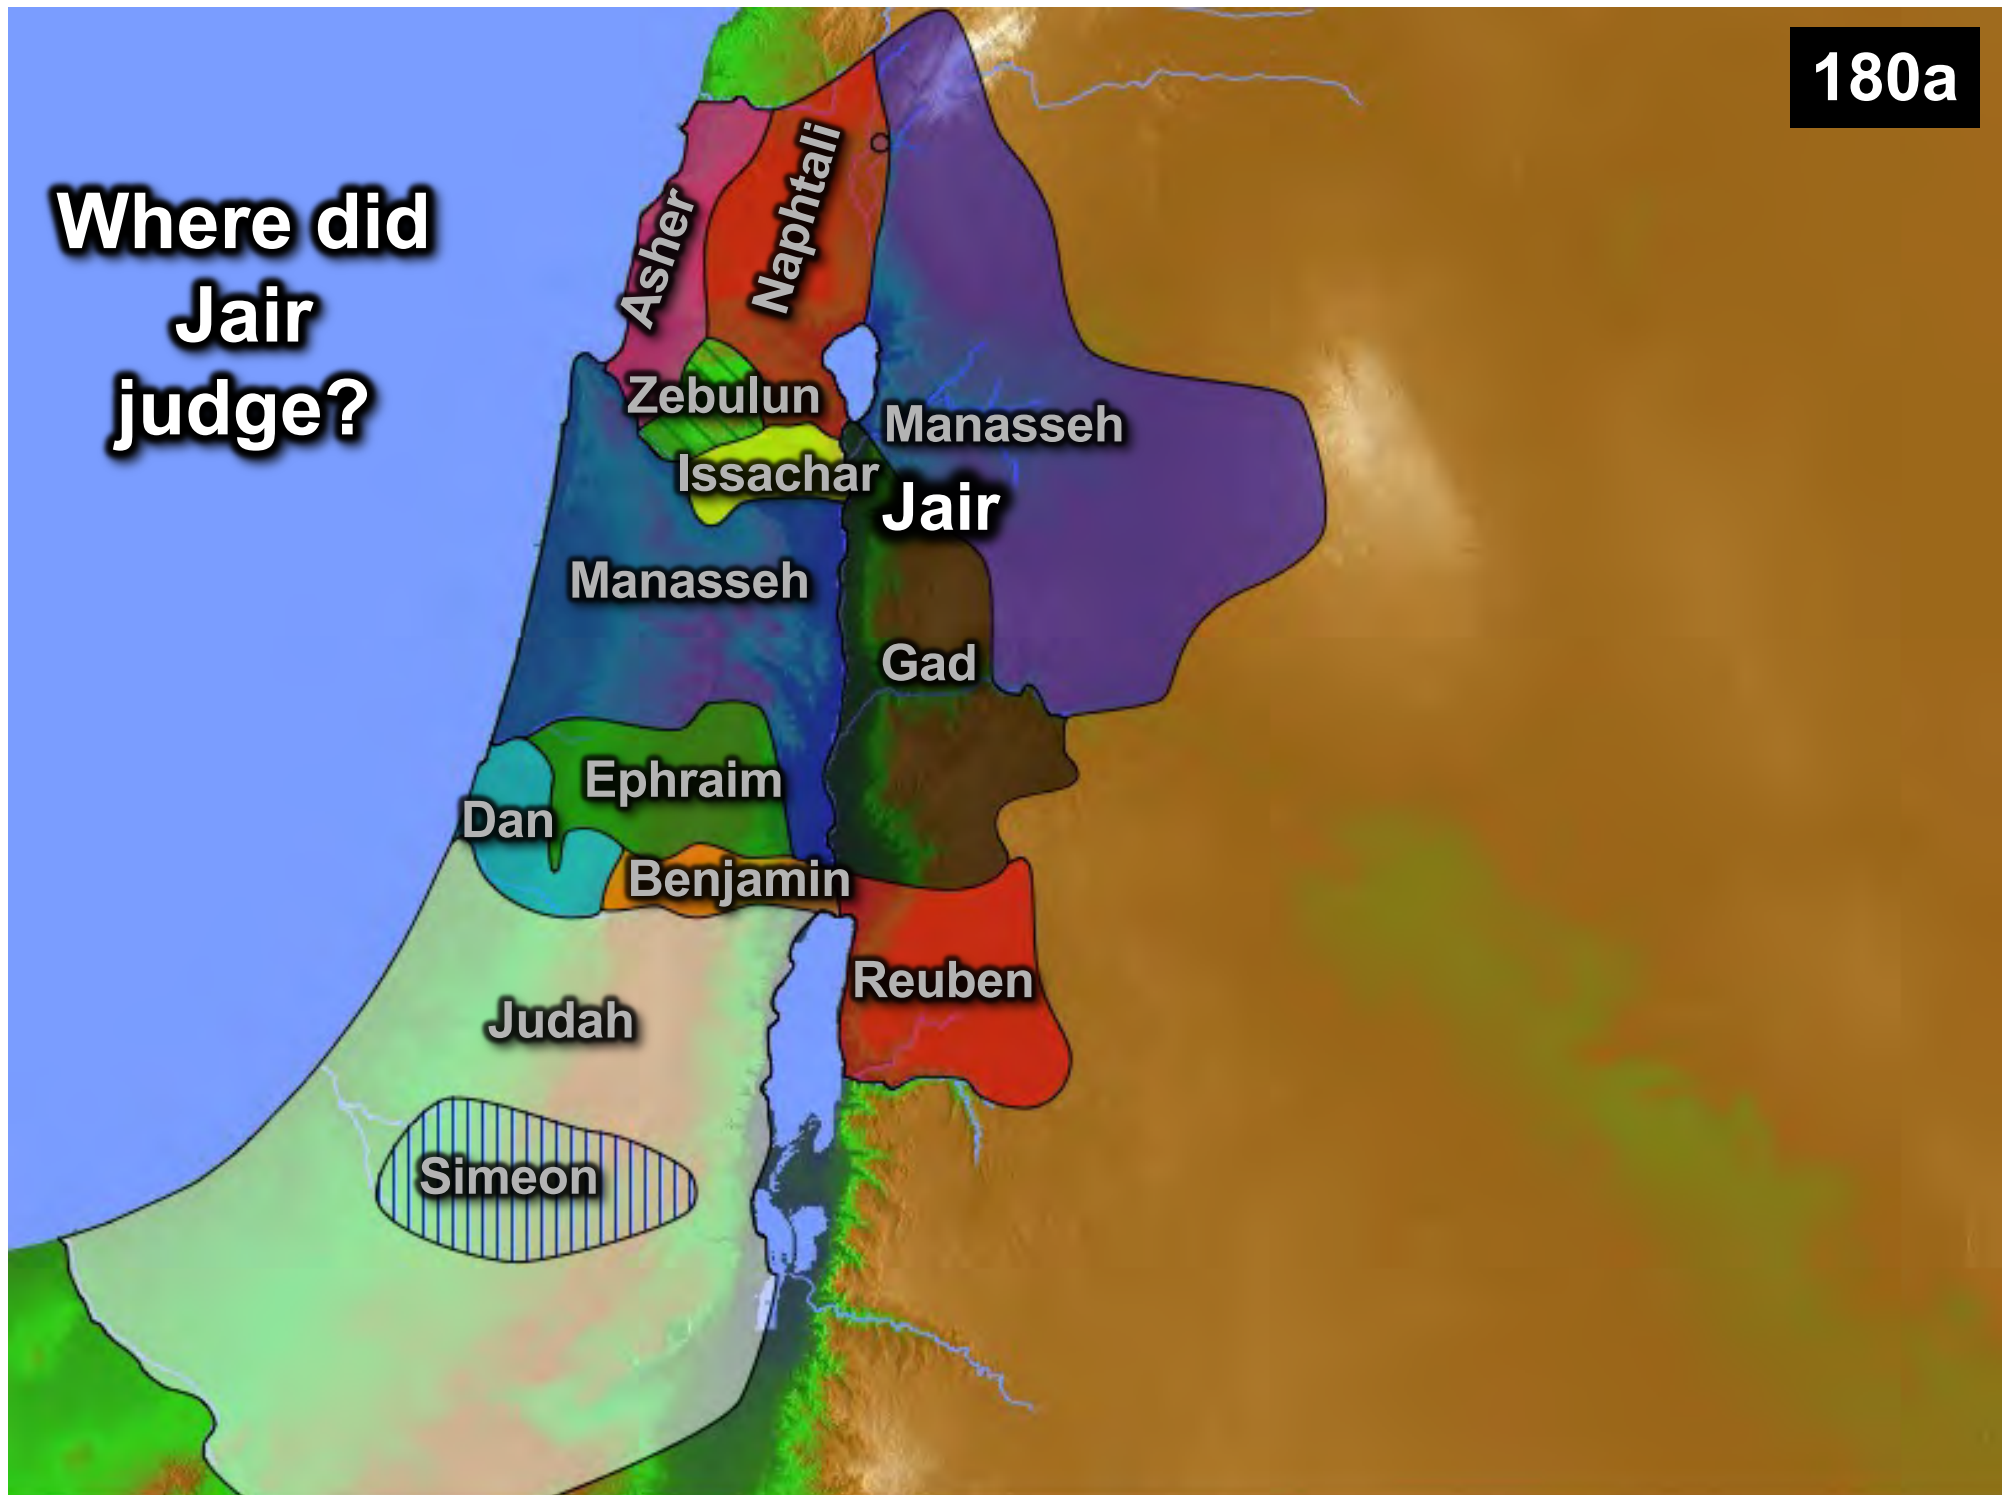 180a
Where did
Jair
judge?
Asher
Naphtali
Zebulun
Manasseh
Issachar
Jair
Manasseh
Gad
Ephraim
Dan
Benjamin
Reuben
Judah
Simeon